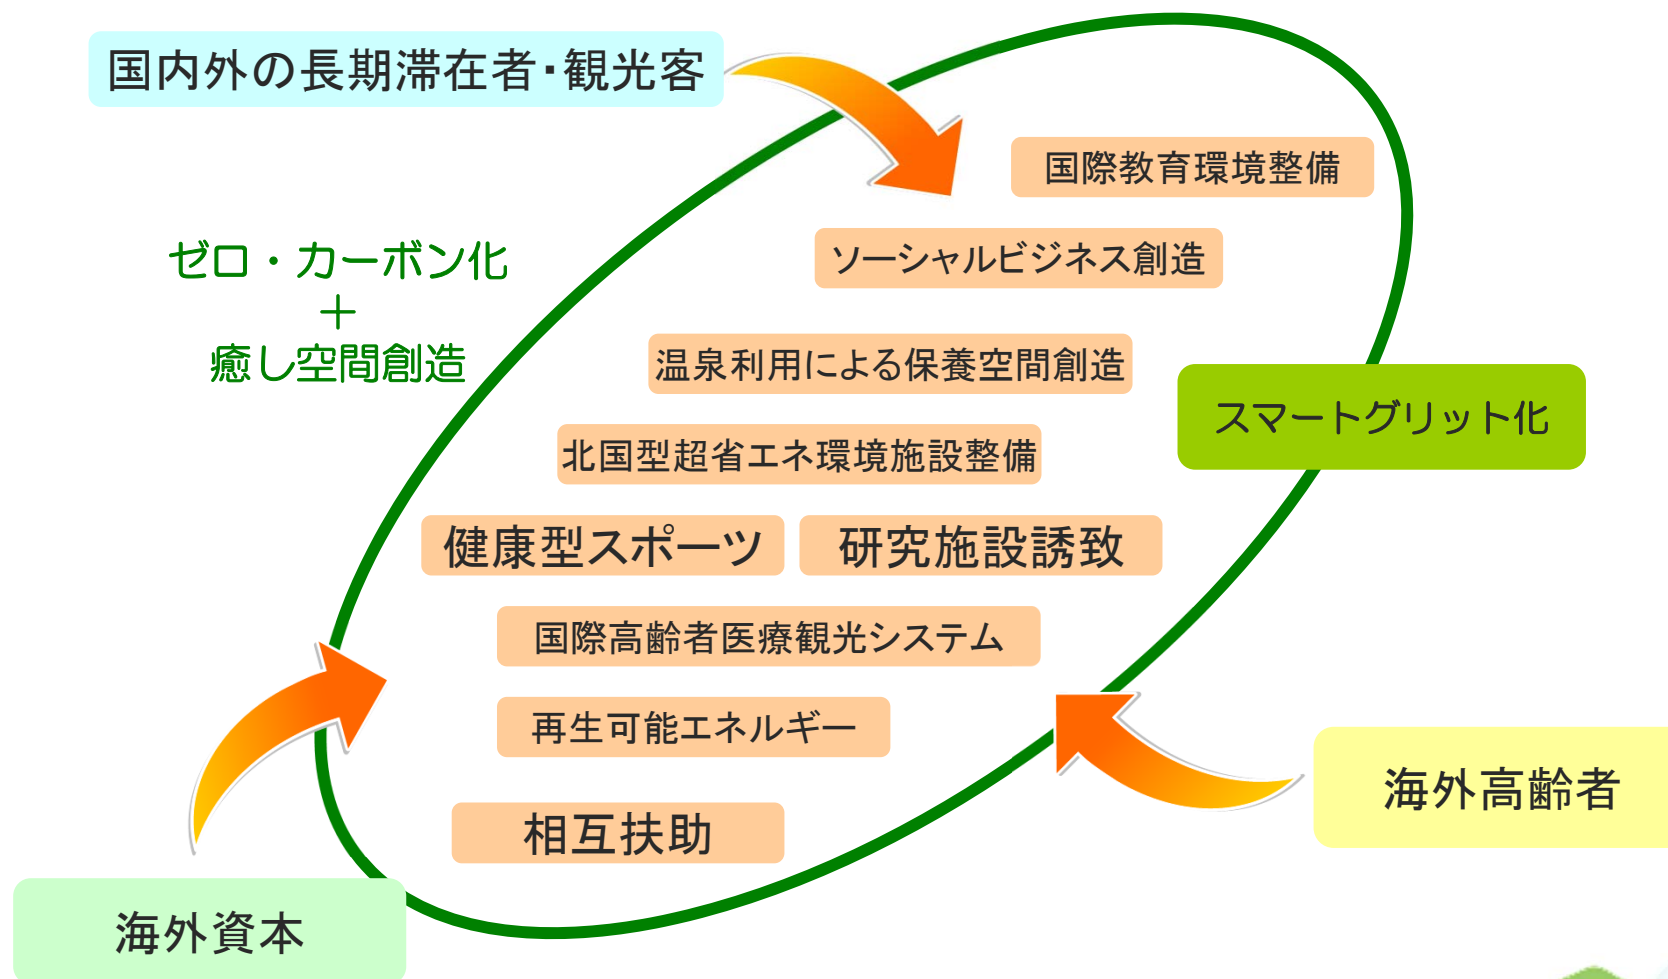 国内外の長期滞在者・観光客
国際教育環境整備
ソーシャルビジネス創造
ゼロ・カーボン化
＋
癒し空間創造
温泉利用による保養空間創造
スマートグリット化
北国型超省エネ環境施設整備
健康型スポーツ
研究施設誘致
国際高齢者医療観光システム
再生可能エネルギー
海外高齢者
相互扶助
海外資本